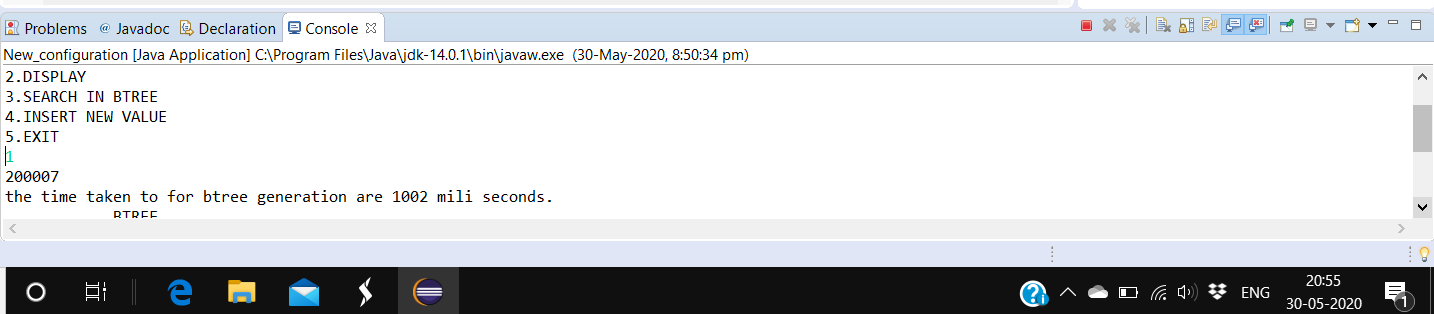 Problems @ Javadoc Declaration Console
New_configuration [Java Application] C:\Program Files\Java\jdk-14.0.1\bin\javaw.exe (30-May-2020, 8:50:34 pm)
2.DISPLAY
3.SEARCH IN BTREE
4.INSERT NEW VALUE
5.EXIT
1
200007
the time taken to for btree generation are 1002 mili seconds.
BTREE
ENG
20:55
30-05-2020
1